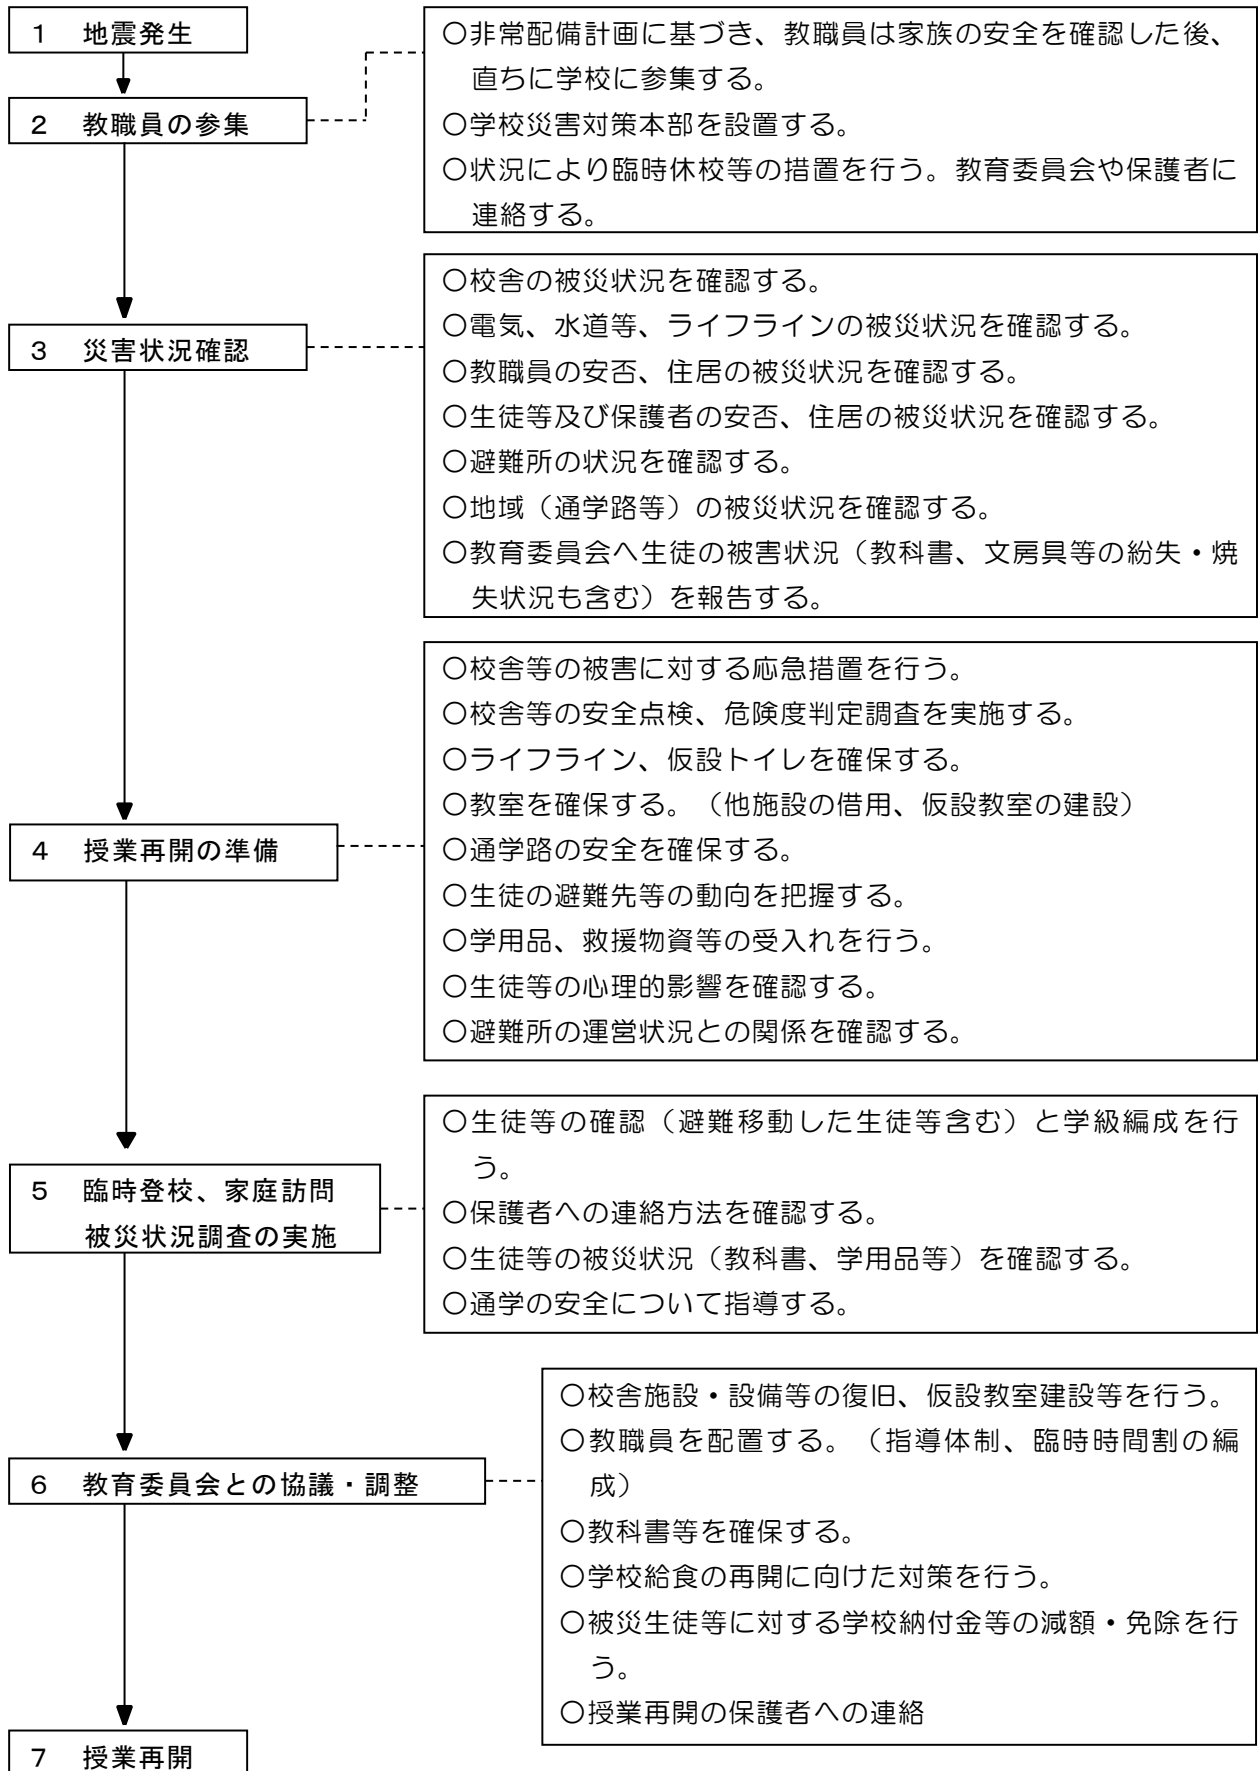 １　地震発生
○非常配備計画に基づき、教職員は家族の安全を確認した後、
直ちに学校に参集する。
○学校災害対策本部を設置する。
○状況により臨時休校等の措置を行う。教育委員会や保護者に
連絡する。
２　教職員の参集
○校舎の被災状況を確認する。
○電気、水道等、ライフラインの被災状況を確認する。
○教職員の安否、住居の被災状況を確認する。
○生徒等及び保護者の安否、住居の被災状況を確認する。
○避難所の状況を確認する。
○地域（通学路等）の被災状況を確認する。
○教育委員会へ生徒の被害状況（教科書、文房具等の紛失・焼
失状況も含む）を報告する。
３　災害状況確認
○校舎等の被害に対する応急措置を行う。
○校舎等の安全点検、危険度判定調査を実施する。
○ライフライン、仮設トイレを確保する。
○教室を確保する。（他施設の借用、仮設教室の建設）
○通学路の安全を確保する。
○生徒の避難先等の動向を把握する。
○学用品、救援物資等の受入れを行う。
○生徒等の心理的影響を確認する。
○避難所の運営状況との関係を確認する。
４　授業再開の準備
○生徒等の確認（避難移動した生徒等含む）と学級編成を行
う。
○保護者への連絡方法を確認する。
○生徒等の被災状況（教科書、学用品等）を確認する。
○通学の安全について指導する。
５　臨時登校、家庭訪問
被災状況調査の実施
○校舎施設・設備等の復旧、仮設教室建設等を行う。
○教職員を配置する。（指導体制、臨時時間割の編
成）
○教科書等を確保する。
○学校給食の再開に向けた対策を行う。
○被災生徒等に対する学校納付金等の減額・免除を行
う。
○授業再開の保護者への連絡
６　教育委員会との協議・調整
７　授業再開